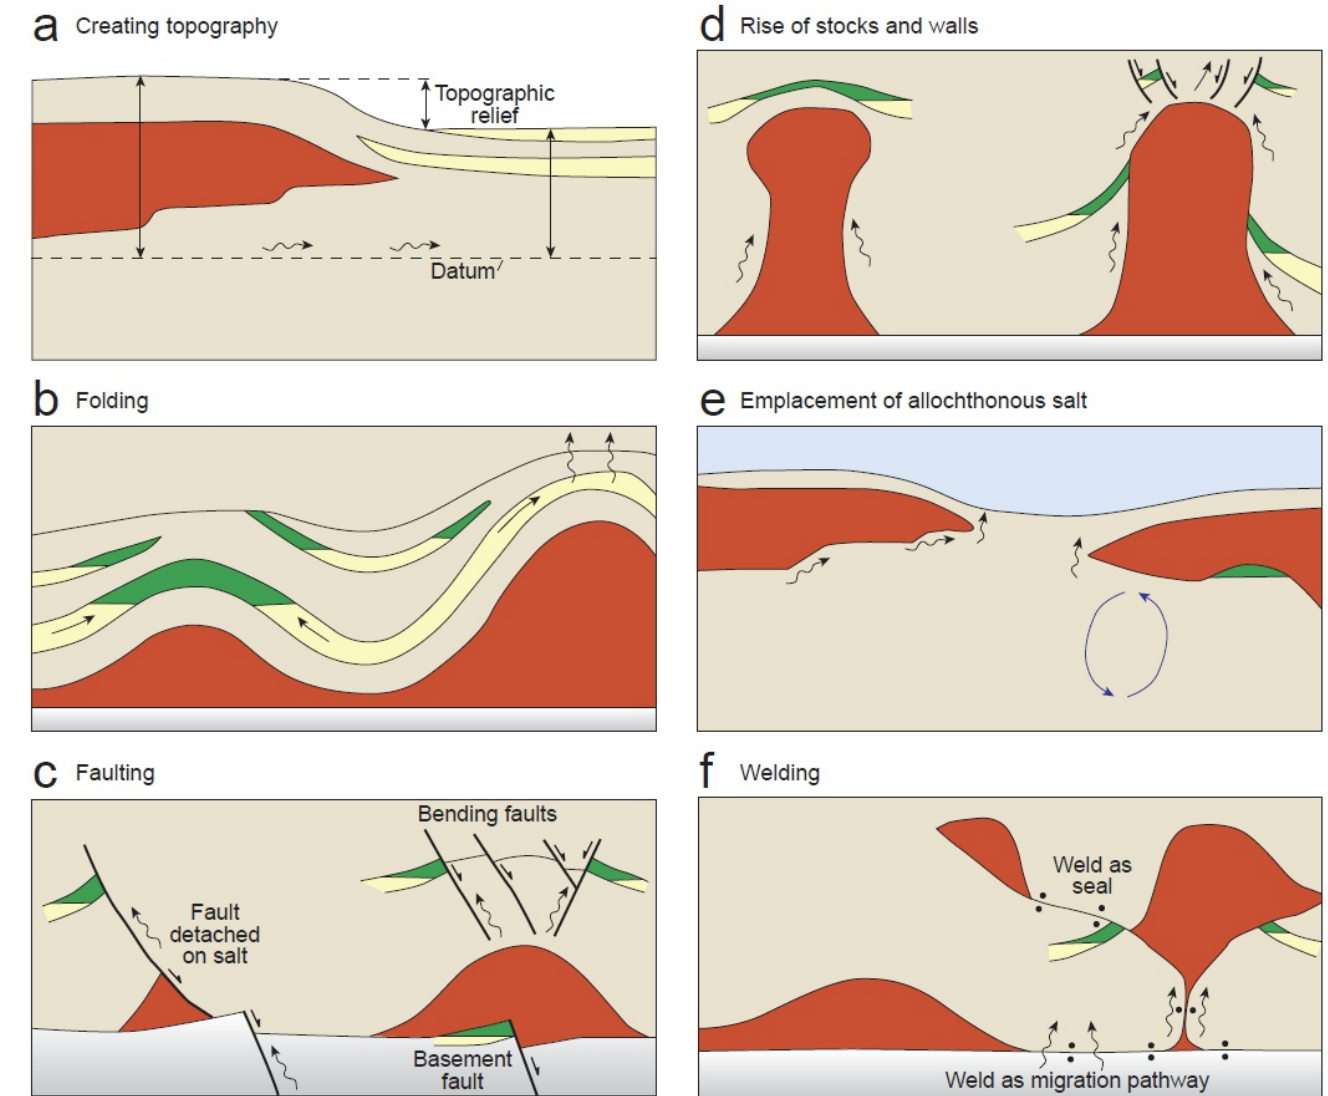 a Creating topography
Topographic
relief
Datum
b Folding
c Faulting
Bending faults
Fault
detached
on salt
Basement
fault
d Rise of stocks and walls
e Emplacement of allochthonous salt
f Welding
Weld as
seal
Weld as migration pathway